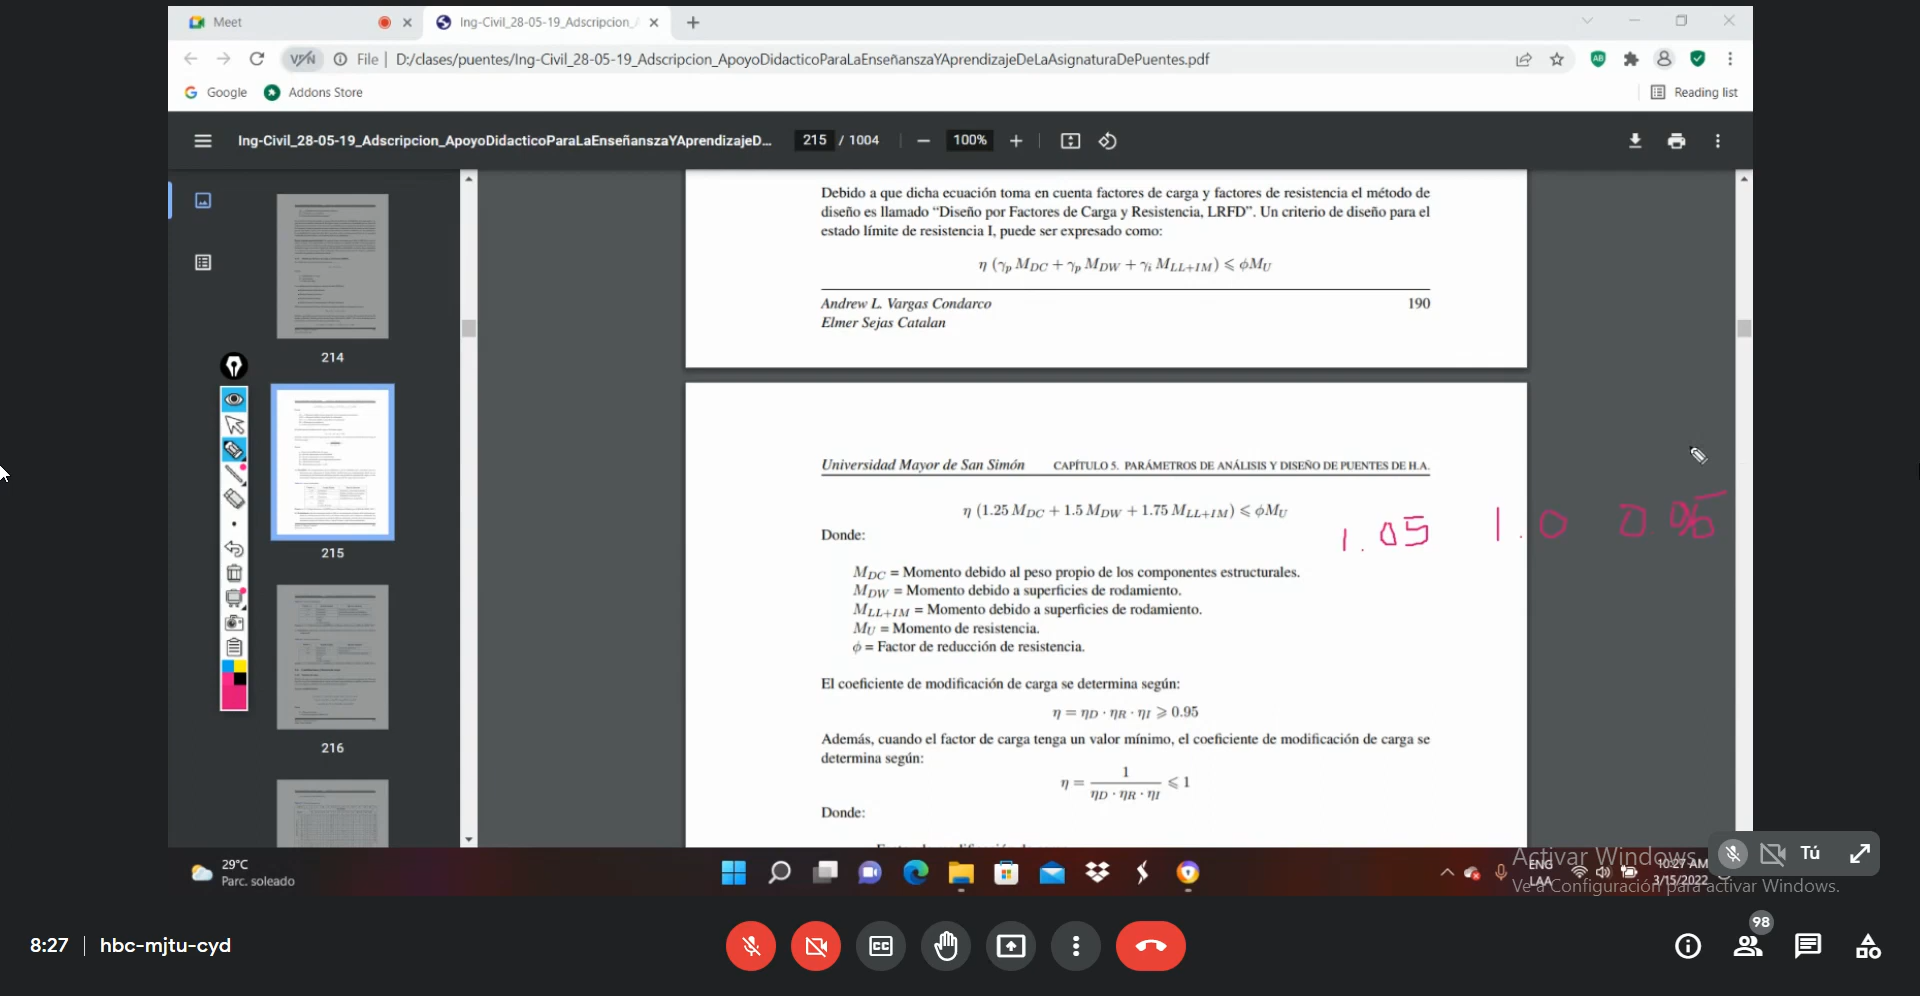 Meet
Ing-Civil_28-05-19_Adscripcion_
File | D:/clases/puentes/Ing-Civil_28-05-19_Adscripcion_ApoyoDidacticoParaLaEnseñanszaYAprendizajeDeLaAsignaturaDePuentes.pdf
VPN
AB
Google
Addons Store
Reading list
Ing-Civil_28-05-19_Adscripcion_ApoyoDidacticoParaLaEnseñanszaYAprendizajeD...
215 / 1004
100%
214
215
216
Debido a que dicha ecuación toma en cuenta factores de carga y factores de resistencia el método de
diseño es llamado “Diseño por Factores de Carga y Resistencia, LRFD”. Un criterio de diseño para el
estado límite de resistencia I, puede ser expresado como:
η (γp MDC + γp MDW + γi MLL+IM) ⩽ ϕMU
Andrew L. Vargas Condarco
190
Elmer Sejas Catalan
Universidad Mayor de San Simón CAPÍTULO 5. PARÁMETROS DE ANÁLISIS Y DISEÑO DE PUENTES DE H.A.
η (1.25 MDC + 1.5 MDW + 1.75 MLL+IM) ⩽ ϕMU
1.05 1.0
Donde:
MDC = Momento debido al peso propio de los componentes estructurales.
MDW = Momento debido a superficies de rodamiento.
MLL+IM = Momento debido a superficies de rodamiento.
MU = Momento de resistencia.
ϕ = Factor de reducción de resistencia.
El coeficiente de modificación de carga se determina según:
η = ηD · ηR · ηI ⩾ 0.95
Además, cuando el factor de carga tenga un valor mínimo, el coeficiente de modificación de carga se
determina según:
η = 1 / (ηD · ηR · ηI) ⩽ 1
Donde:
29°C
Parc. soleado
ENG
LAA
10:27 AM
3/15/2022
Activar Windows
Ve a Configuración para activar Windows.
Tú
8:27 | hbc-mjtu-cyd
CC
98